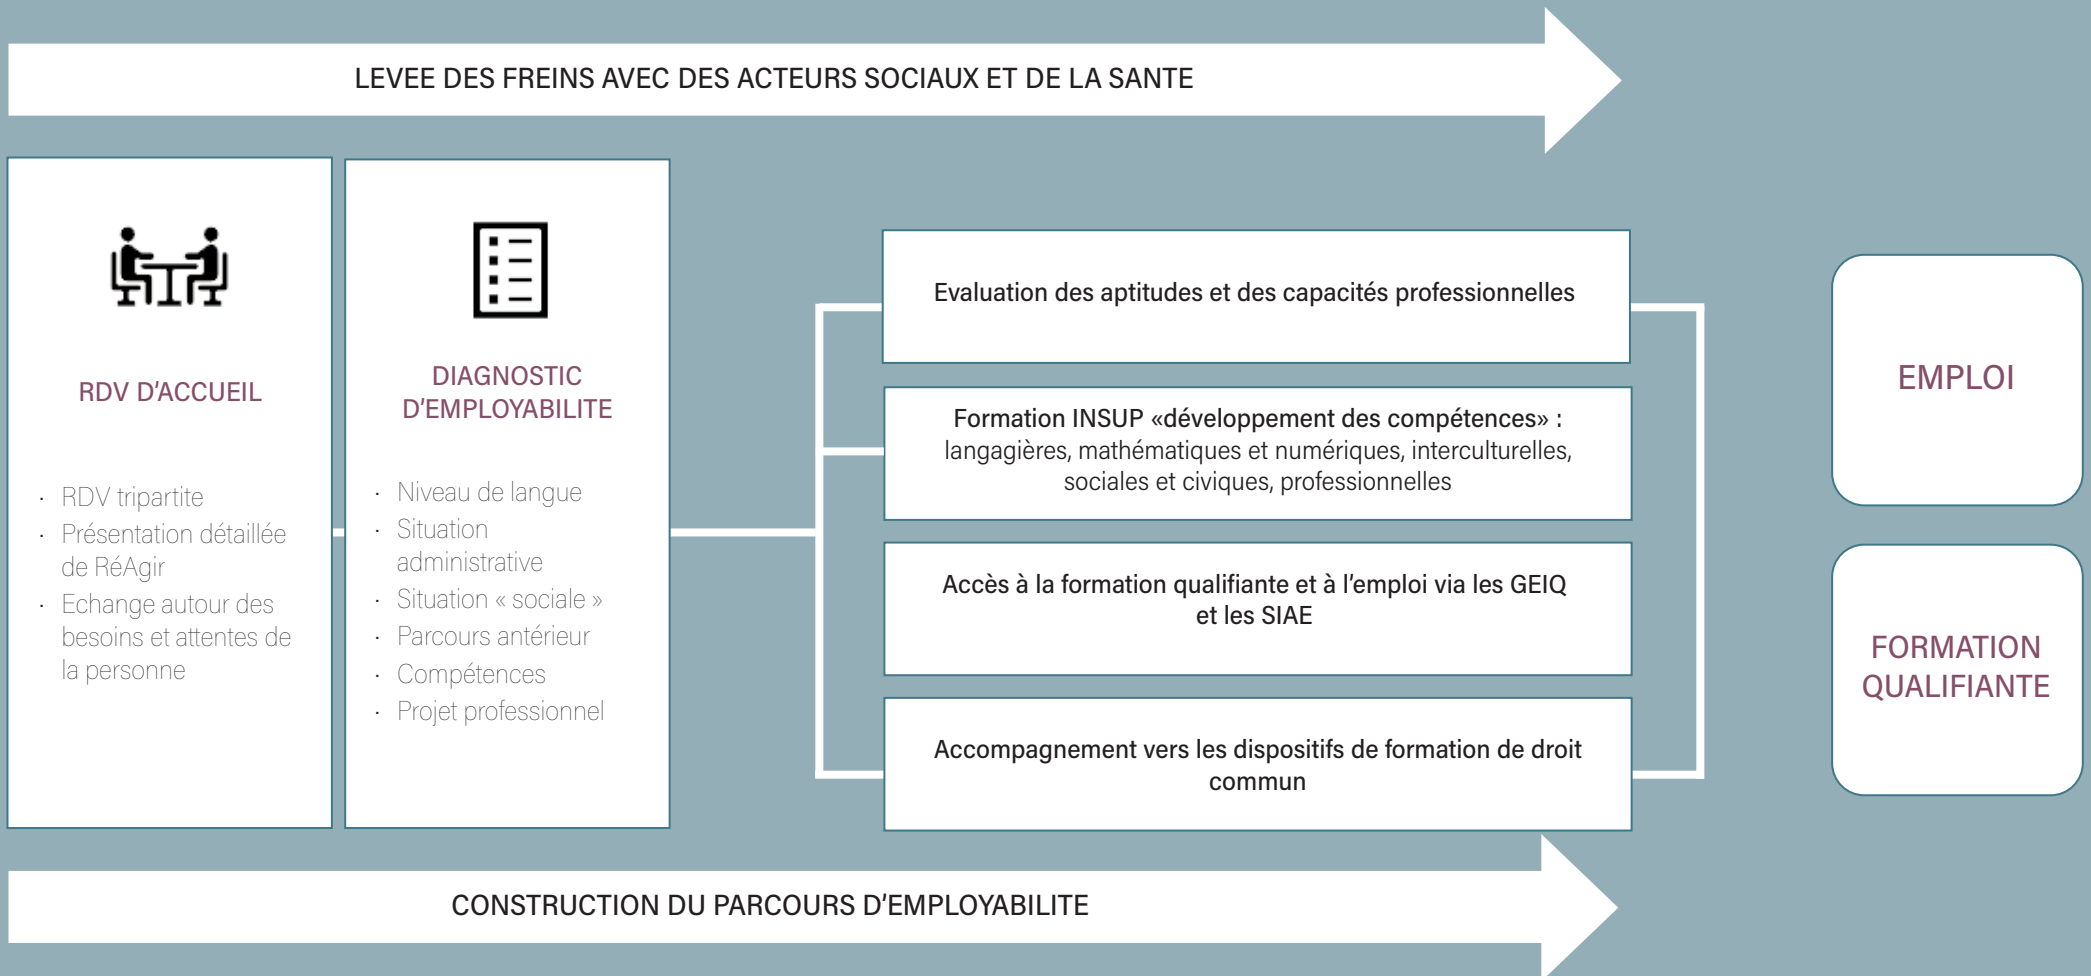 LEVEE DES FREINS AVEC DES ACTEURS SOCIAUX ET DE LA SANTE
RDV D'ACCUEIL
· RDV tripartite
· Présentation détaillée
de RéAgir
· Echange autour des
besoins et attentes de
la personne
DIAGNOSTIC
D'EMPLOYABILITE
· Niveau de langue
· Situation
administrative
· Situation « sociale »
· Parcours antérieur
· Compétences
· Projet professionnel
Evaluation des aptitudes et des capacités professionnelles
Formation INSUP «développement des compétences» :
langagières, mathématiques et numériques, interculturelles,
sociales et civiques, professionnelles
Accès à la formation qualifiante et à l'emploi via les GEIQ
et les SIAE
Accompagnement vers les dispositifs de formation de droit
commun
EMPLOI
FORMATION
QUALIFIANTE
CONSTRUCTION DU PARCOURS D'EMPLOYABILITE